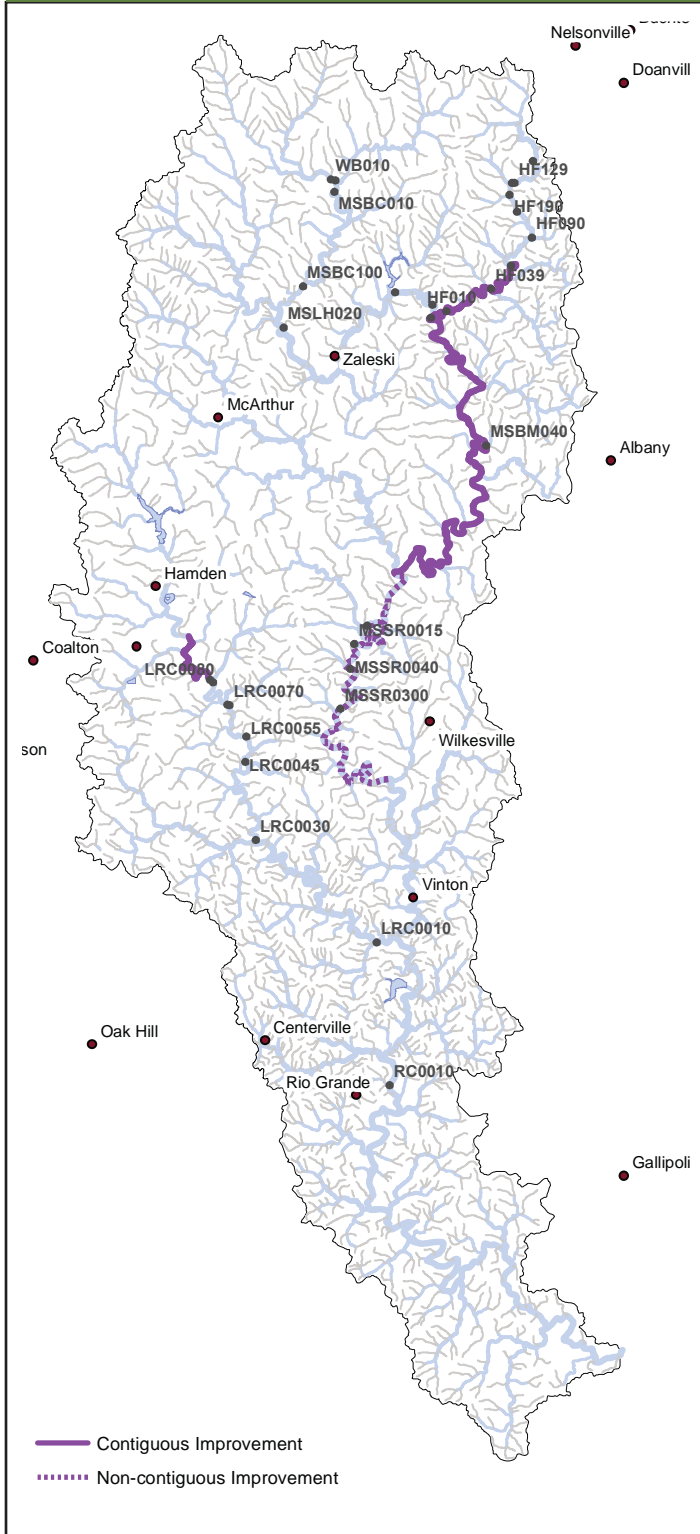 Nelsonville
Doanvill
WB010
HF129
MSBC010
HF190
HF090
MSBC100
HF039
HF010
MSLH020
Zaleski
McArthur
MSBM040
Albany
Hamden
MSSR0015
Coalton
LRC0080
MSSR0040
LRC0070
MSSR0300
LRC0055
Wilkesville
son
LRC0045
LRC0030
Vinton
LRC0010
Oak Hill
Centerville
RC0010
Rio Grande
Gallipoli
Contiguous Improvement
Non-contiguous Improvement